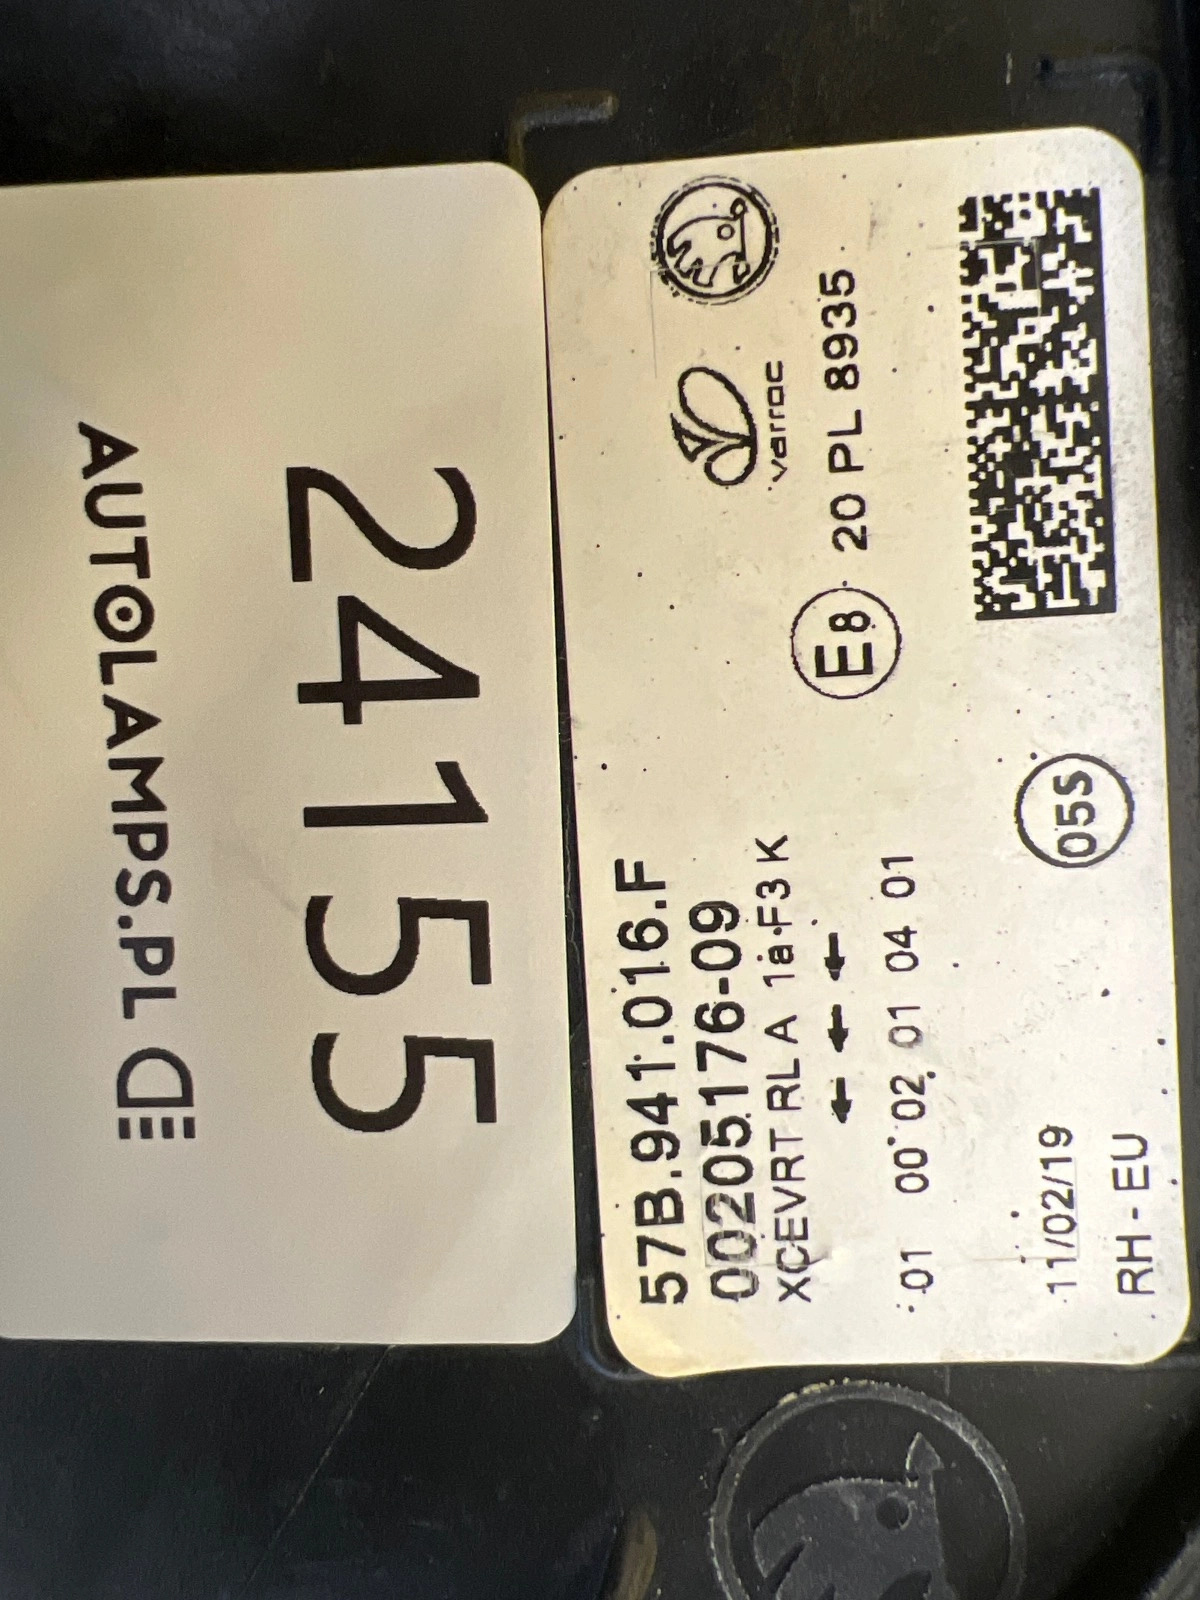 24155
AUTOLAMPS.PL
57B.941.016.F
00205176-09
XCEVRT RL A 1a F3 K
varroc
E8 20 PL 8935
01 00 02 01 04 01
05S
11/02/19
RH - EU